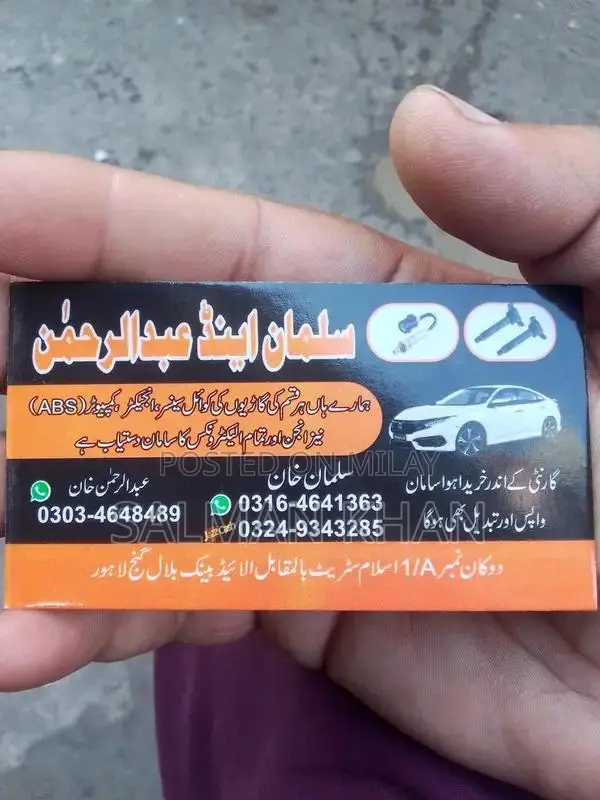 سلمان اینڈ عبدالرحمٰن
ہمارے ہاں ہر قسم کی گاڑیوں کی کوائل سینسر، انجیکٹر، کمپیوٹر (ABS)
نیز انجن اور تمام الیکٹرونکس کا سامان دستیاب ہے
POSTED ON MILAY
سلمان خان
0316-4641363
JazzCash 0324-9343285
عبدالرحمٰن خان
0303-4648489
گارنٹی کے اندر خریدا ہوا سامان
واپس اور تبدیل بھی ہوگا
SALMAN KHAN
دوکان نمبر 1/A اسلام سٹریٹ بالمقابل الائیڈ بینک بلال گنج لاہور